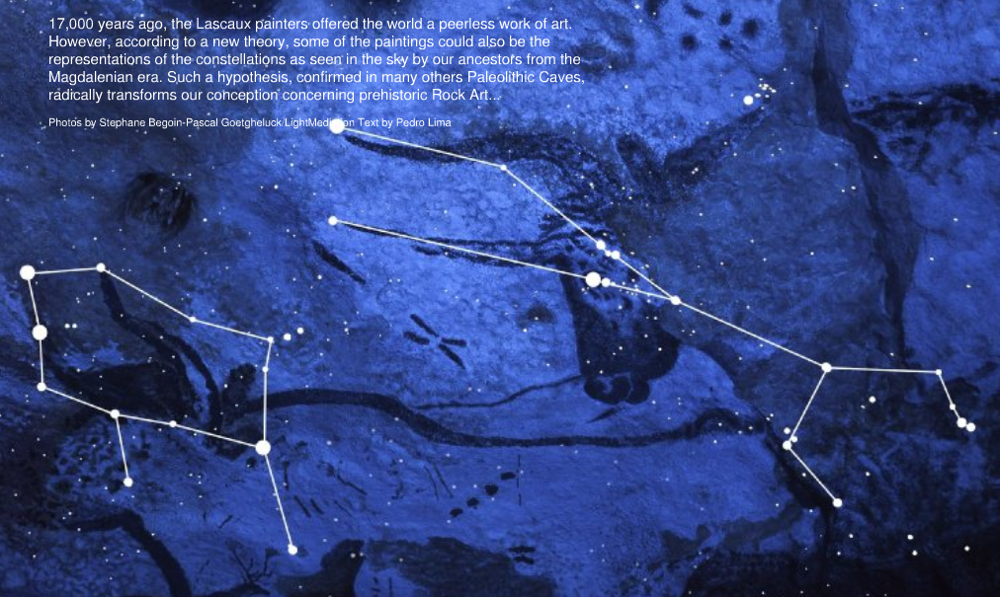 17,000 years ago, the Lascaux painters offered the world a peerless work of art.
However, according to a new theory, some of the paintings could also be the
representations of the constellations as seen in the sky by our ancestors from the
Magdalenian era. Such a hypothesis, confirmed in many others Paleolithic Caves,
radically transforms our conception concerning prehistoric Rock Art...
Photos by Stephane Begoin-Pascal Goetgheluck/LightMediation Text by Pedro Lima